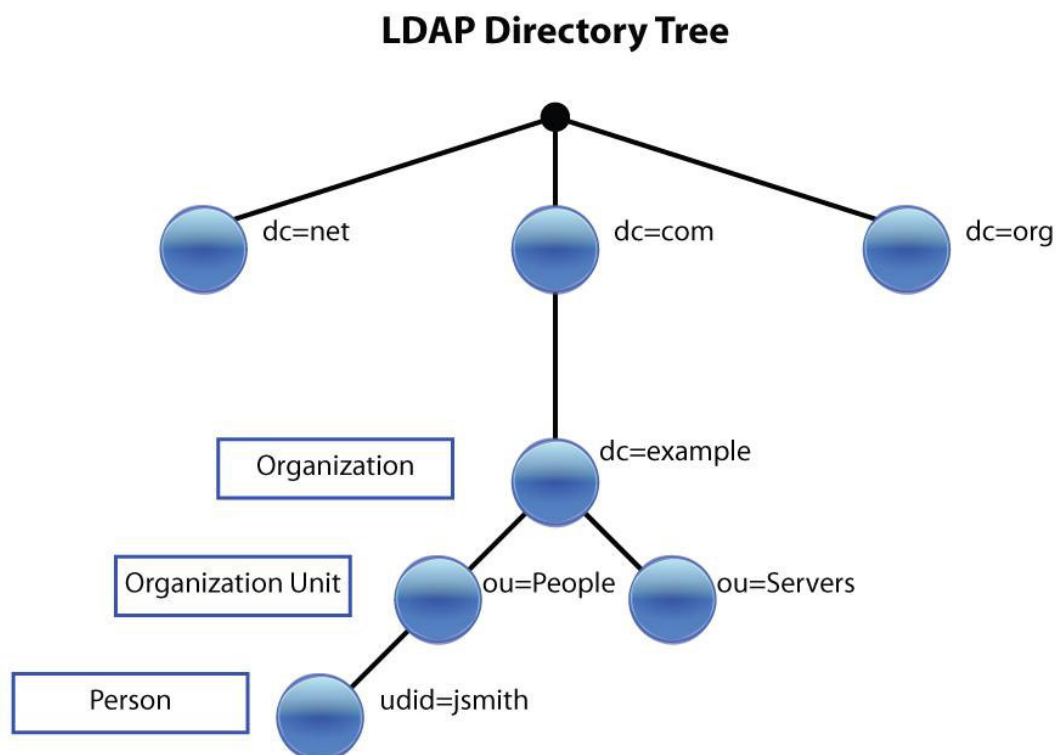 LDAP Directory Tree
dc=net
dc=com
dc=org
Organization
dc=example
Organization Unit
ou=People
ou=Servers
Person
udid=jsmith